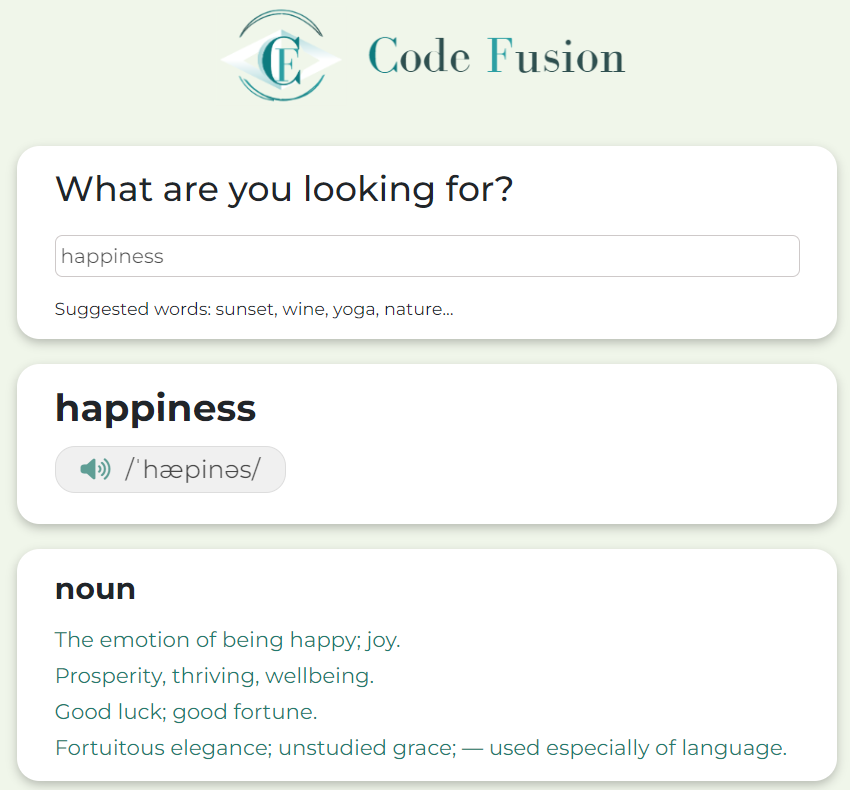 CF
Code Fusion
What are you looking for?
happiness
Suggested words: sunset, wine, yoga, nature...
happiness
/ˈhæpinəs/
noun
The emotion of being happy; joy.
Prosperity, thriving, wellbeing.
Good luck; good fortune.
Fortuitous elegance; unstudied grace; — used especially of language.